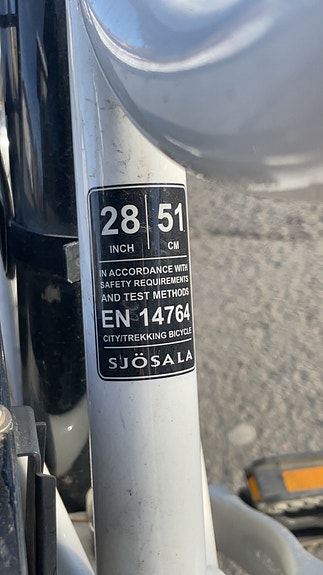 28 51
INCH CM
IN ACCORDANCE WITH
SAFETY REQUIREMENTS
AND TEST METHODS
EN 14764
CITY/TREKKING BICYCLE
SJÖSALA